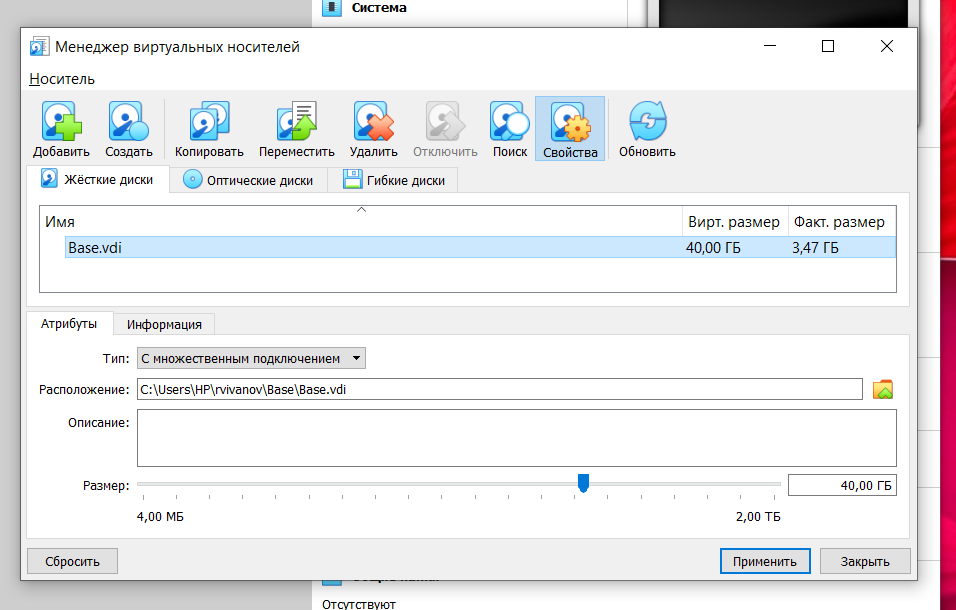 Система
Менеджер виртуальных носителей
Носитель
Добавить Создать Копировать Переместить Удалить Отключить Поиск Свойства Обновить
Жёсткие диски Оптические диски Гибкие диски
Имя Вирт. размер Факт. размер
Base.vdi 40,00 ГБ 3,47 ГБ
Атрибуты Информация
Тип: С множественным подключением
Расположение: C:\Users\HP\rvivanov\Base\Base.vdi
Описание:
Размер: 40,00 ГБ
4,00 МБ 2,00 ТБ
Сбросить Применить Закрыть
Отсутствуют